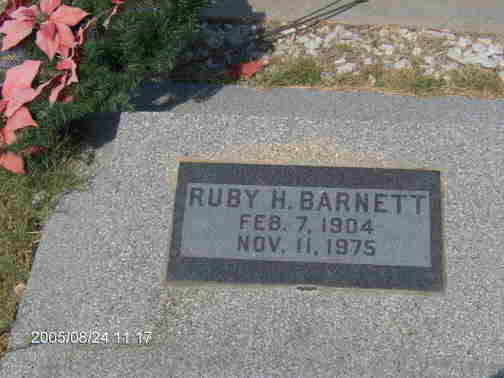 RUBY H. BARNETT
FEB. 7, 1904
NOV. 11, 1975
2005/08/24 11:17